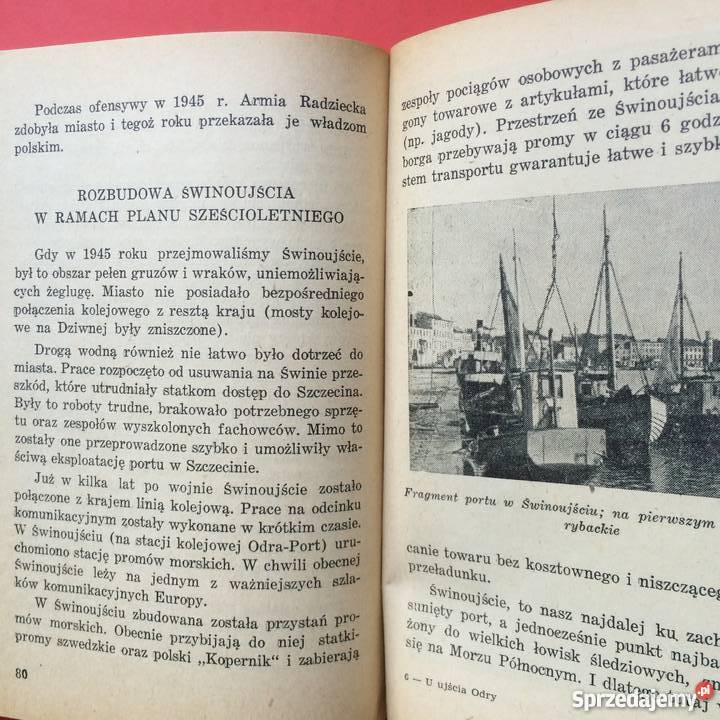 Podczas ofensywy w 1945 r. Armia Radziecka
zdobyła miasto i tegoż roku przekazała je władzom
polskim.
ROZBUDOWA ŚWINOUJŚCIA
W RAMACH PLANU SZEŚCIOLETNIEGO
Gdy w 1945 roku przejmowaliśmy Świnoujście,
był to obszar pełen gruzów i wraków, uniemożliwiają-
cych żeglugę. Miasto nie posiadało bezpośredniego
połączenia kolejowego z resztą kraju (mosty kolejo-
we na Dziwnej były zniszczone).
Drogą wodną również nie łatwo było dotrzeć do
miasta. Prace rozpoczęto od usuwania na Świnie prze-
szkód, które utrudniały statkom dostęp do Szczecina.
Były to roboty trudne, brakowało potrzebnego sprzę-
tu oraz zespołów wyszkolonych fachowców. Mimo to
zostały one przeprowadzone szybko i umożliwiły wła-
ściwą eksploatację portu w Szczecinie.
Już w kilka lat po wojnie Świnoujście zostało
połączone z krajem linią kolejową. Prace na odcinku
komunikacyjnym zostały wykonane w krótkim czasie.
W Świnoujściu (na stacji kolejowej Odra-Port) uru-
chomiono stację promów morskich. W chwili obecnej
Świnoujście leży na jednym z ważniejszych szla-
ków komunikacyjnych Europy.
W Świnoujściu zbudowana została przystań pro-
mów morskich. Obecnie przybijają do niej statki-
promy szwedzkie oraz polski „Kopernik" i zabierają
80
zespoły pociągów osobowych z pasażeram
gony towarowe z artykułami, które łatwo
(np. jagody). Przestrzeń ze Świnoujścia
borga przebywają promy w ciągu 6 godz
stem transportu gwarantuje łatwe i szybk
Fragment portu w Świnoujściu; na pierwszym
rybackie
canie towaru bez kosztownego i niszcząceg
przeładunku.
Świnoujście, to nasz najdalej ku zach
sunięty port, a jednocześnie punkt najba
żony do wielkich łowisk śledziowych, zn
się na Morzu Północnym. I dlatego tutaj w
6 — U ujścia Odry
Sprzedajemy.pl